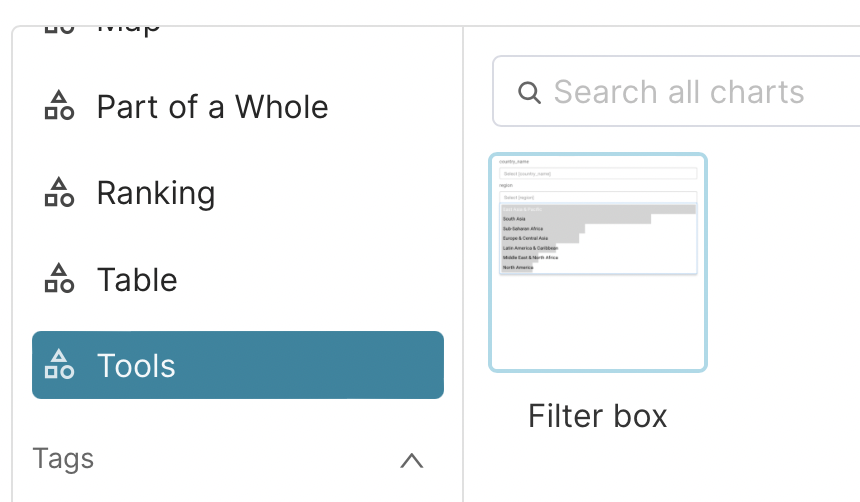 Map
Part of a Whole
Ranking
Table
Tools
Tags
Search all charts
country_name
Select [country_name]
region
Select [region]
South Asia
Sub-Saharan Africa
Europe & Central Asia
Latin America & Caribbean
Middle East & North Africa
North America
Filter box